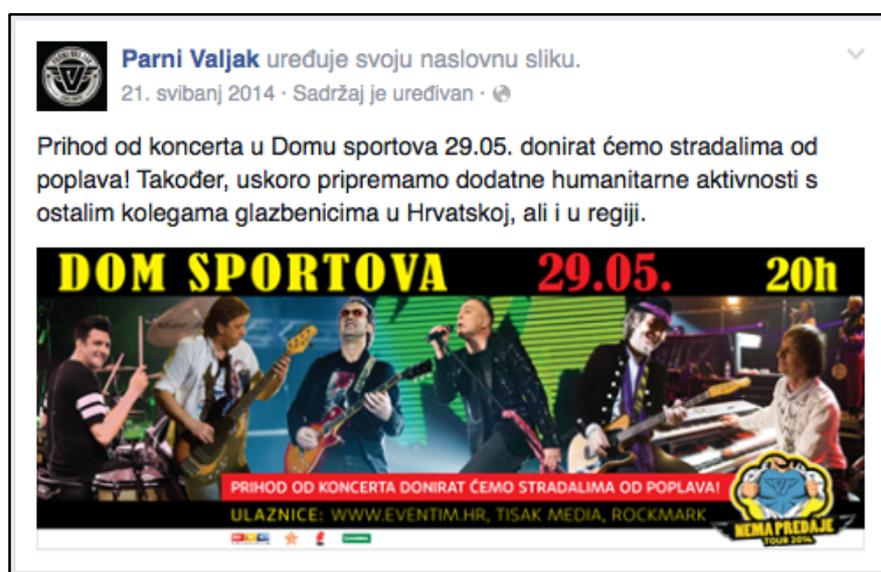 Parni Valjak uređuje svoju naslovnu sliku.
21. svibanj 2014 · Sadržaj je uređivan ·
Prihod od koncerta u Domu sportova 29.05. donirat ćemo stradalima od
poplava! Također, uskoro pripremamo dodatne humanitarne aktivnosti s
ostalim kolegama glazbenicima u Hrvatskoj, ali i u regiji.
DOM SPORTOVA 29.05. 20h
PRIHOD OD KONCERTA DONIRAT ĆEMO STRADALIMA OD POPLAVA!
ULAZNICE: WWW.EVENTIM.HR, TISAK MEDIA, ROCKMARK
NEMA PREDAJE
TOUR 2014